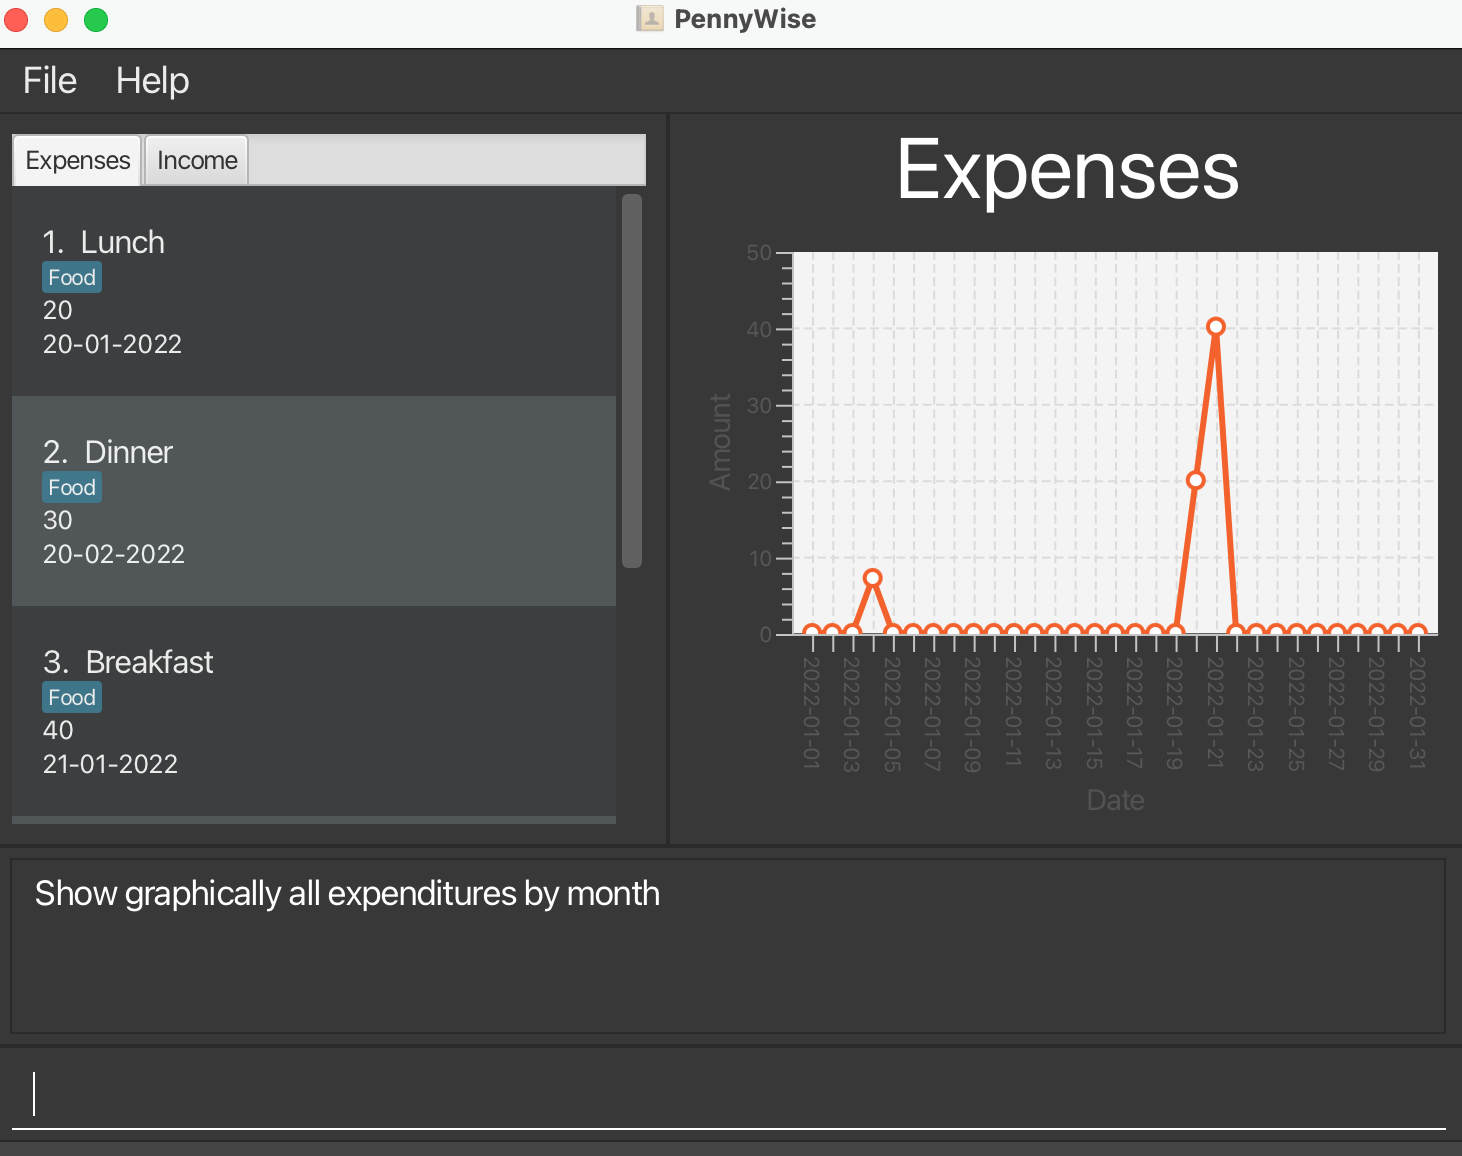 PennyWise
File Help
Expenses Income
1. Lunch
Food
20
20-01-2022
2. Dinner
Food
30
20-02-2022
3. Breakfast
Food
40
21-01-2022
Expenses
50
40
30
20
10
0
Amount
2022-01-01
2022-01-03
2022-01-05
2022-01-07
2022-01-09
2022-01-11
2022-01-13
2022-01-15
2022-01-17
2022-01-19
2022-01-21
2022-01-23
2022-01-25
2022-01-27
2022-01-29
2022-01-31
Date
Show graphically all expenditures by month